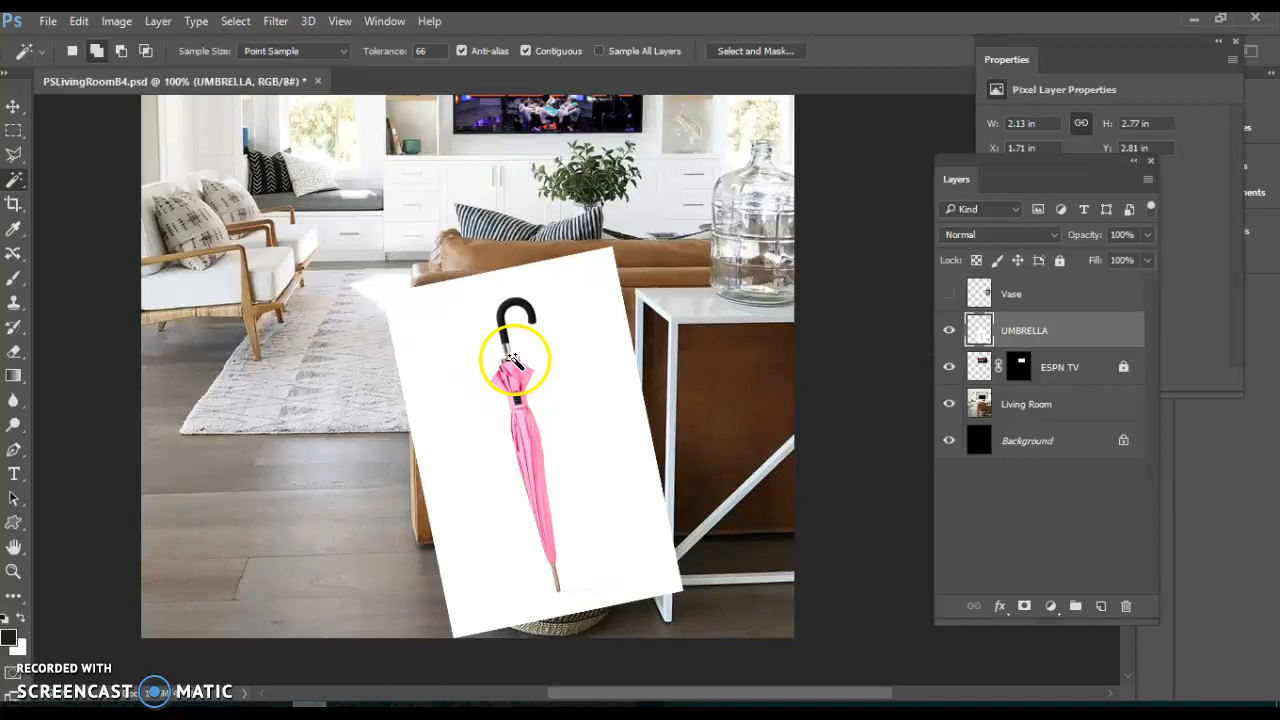 Ps File Edit Image Layer Type Select Filter 3D View Window Help
Sample Size: Point Sample Tolerance: 66 Anti-alias Contiguous Sample All Layers Select and Mask...
PSLivingRoomB4.psd @ 100% (UMBRELLA, RGB/8#) * ×
Properties
Pixel Layer Properties
W: 2.13 in H: 2.77 in
X: 1.71 in Y: 2.81 in
Layers
Kind
Normal Opacity: 100%
Lock: Fill: 100%
Vase
UMBRELLA
ESPN TV
Living Room
Background
RECORDED WITH
SCREENCAST MATIC